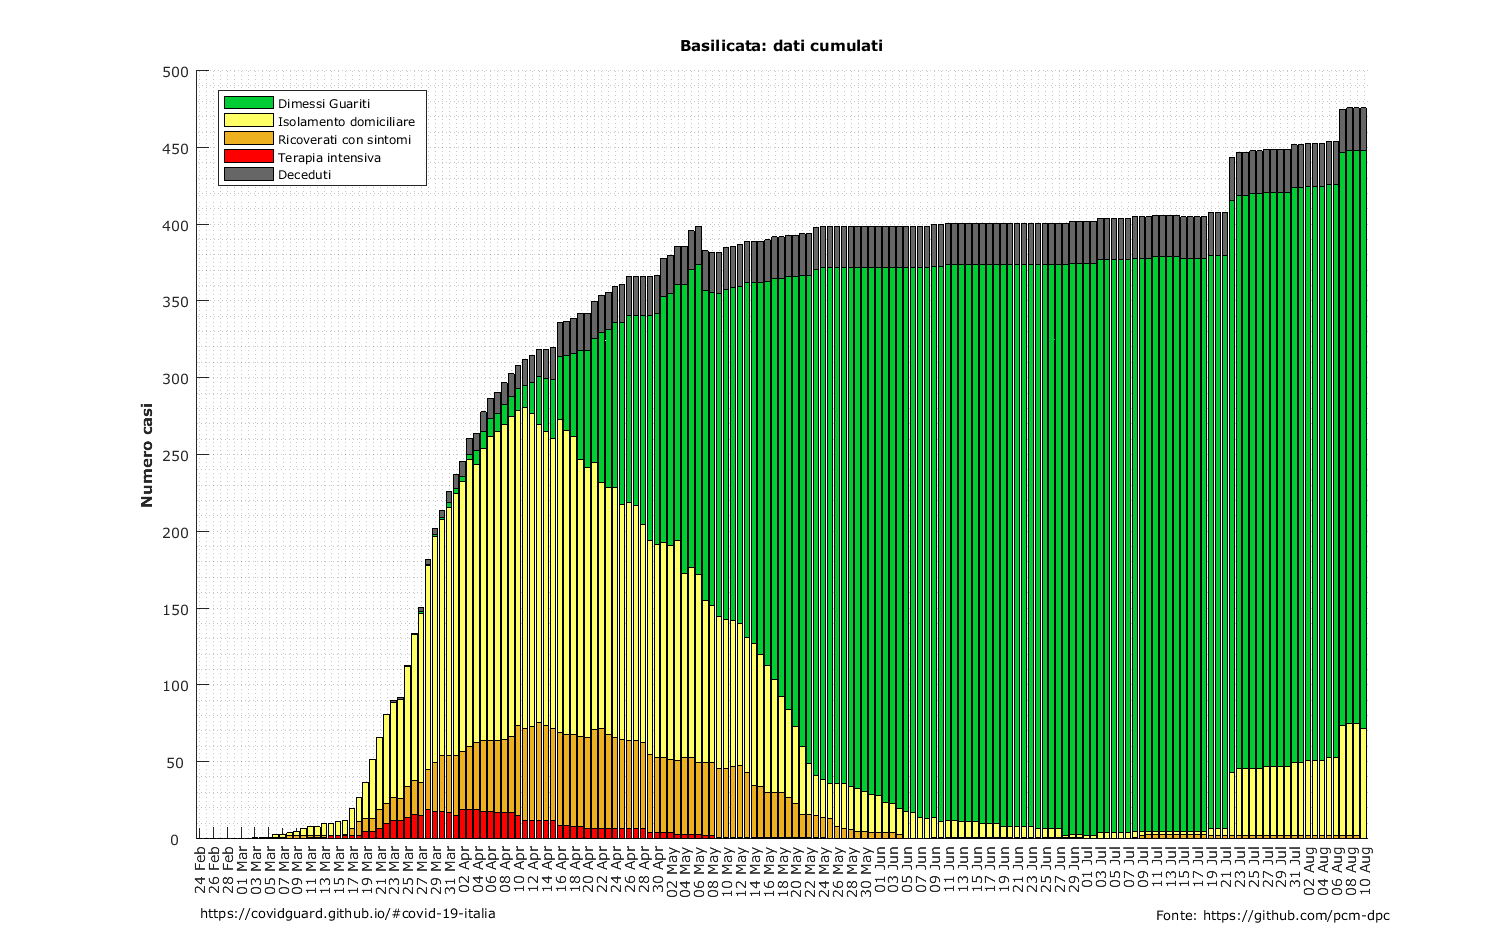 Basilicata: dati cumulati
Numero casi
500
450
400
350
300
250
200
150
100
50
0
Dimessi Guariti
Isolamento domiciliare
Ricoverati con sintomi
Terapia intensiva
Deceduti
24 Feb
26 Feb
28 Feb
01 Mar
03 Mar
05 Mar
07 Mar
09 Mar
11 Mar
13 Mar
15 Mar
17 Mar
19 Mar
21 Mar
23 Mar
25 Mar
27 Mar
29 Mar
31 Mar
02 Apr
04 Apr
06 Apr
08 Apr
10 Apr
12 Apr
14 Apr
16 Apr
18 Apr
20 Apr
22 Apr
24 Apr
26 Apr
28 Apr
30 Apr
02 May
04 May
06 May
08 May
10 May
12 May
14 May
16 May
18 May
20 May
22 May
24 May
26 May
28 May
30 May
01 Jun
03 Jun
05 Jun
07 Jun
09 Jun
11 Jun
13 Jun
15 Jun
17 Jun
19 Jun
21 Jun
23 Jun
25 Jun
27 Jun
29 Jun
01 Jul
03 Jul
05 Jul
07 Jul
09 Jul
11 Jul
13 Jul
15 Jul
17 Jul
19 Jul
21 Jul
23 Jul
25 Jul
27 Jul
29 Jul
31 Jul
02 Aug
04 Aug
06 Aug
08 Aug
10 Aug
https://covidguard.github.io/#covid-19-italia
Fonte: https://github.com/pcm-dpc